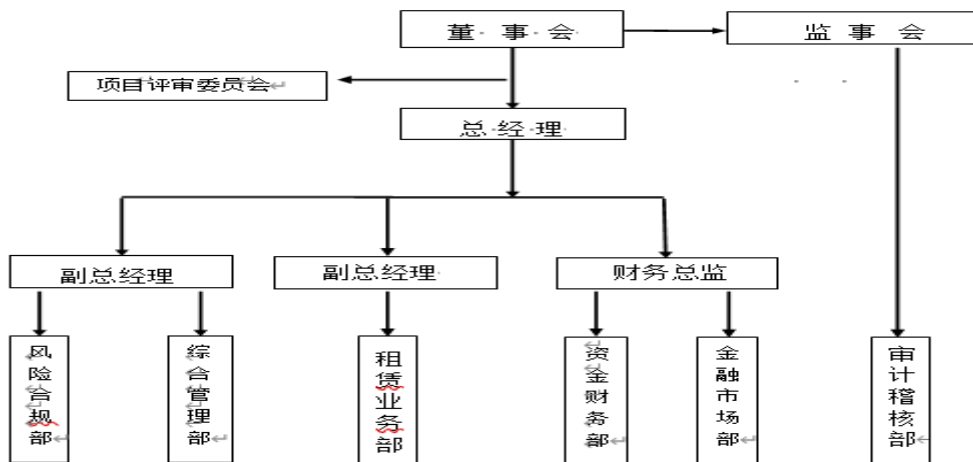 董事会
监事会
项目评审委员会
总经理
副总经理
副总经理
财务总监
风险合规部
综合管理部
租赁业务部
资金财务部
金融市场部
审计稽核部